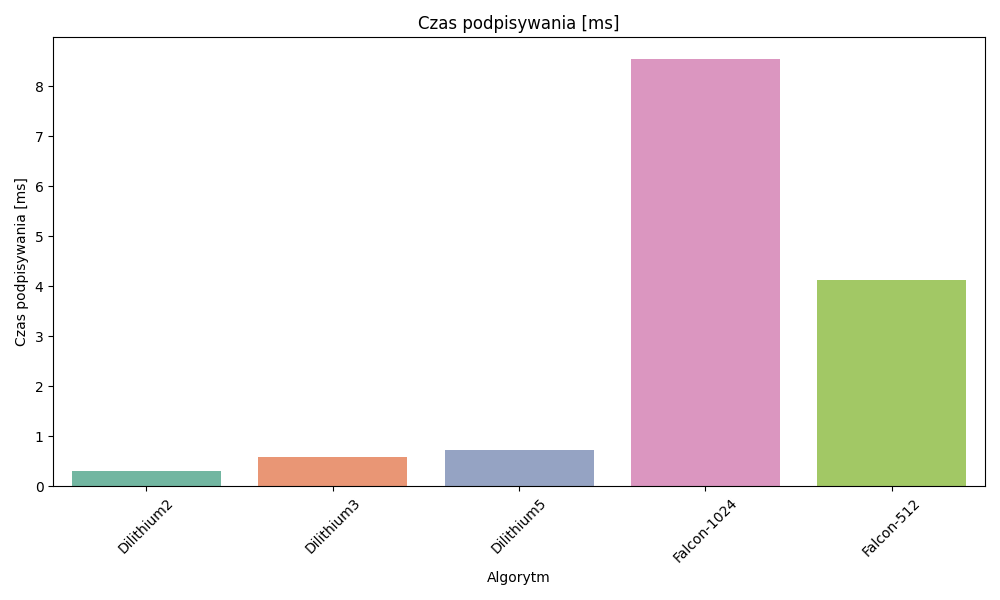 Czas podpisywania [ms]
Czas podpisywania [ms]
8
7
6
5
4
3
2
1
0
Dilithium2
Dilithium3
Dilithium5
Falcon-1024
Falcon-512
Algorytm